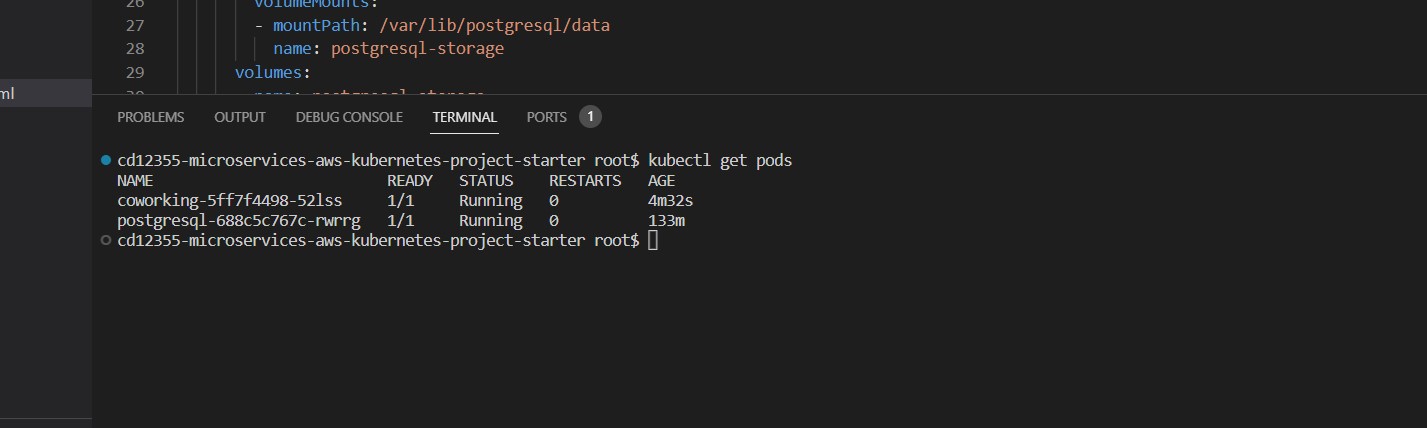 26 volumeMounts:
27 - mountPath: /var/lib/postgresql/data
28 name: postgresql-storage
29 volumes:
ml
PROBLEMS OUTPUT DEBUG CONSOLE TERMINAL PORTS 1
cd12355-microservices-aws-kubernetes-project-starter root$ kubectl get pods
NAME READY STATUS RESTARTS AGE
coworking-5ff7f4498-52lss 1/1 Running 0 4m32s
postgresql-688c5c767c-rwrrg 1/1 Running 0 133m
cd12355-microservices-aws-kubernetes-project-starter root$